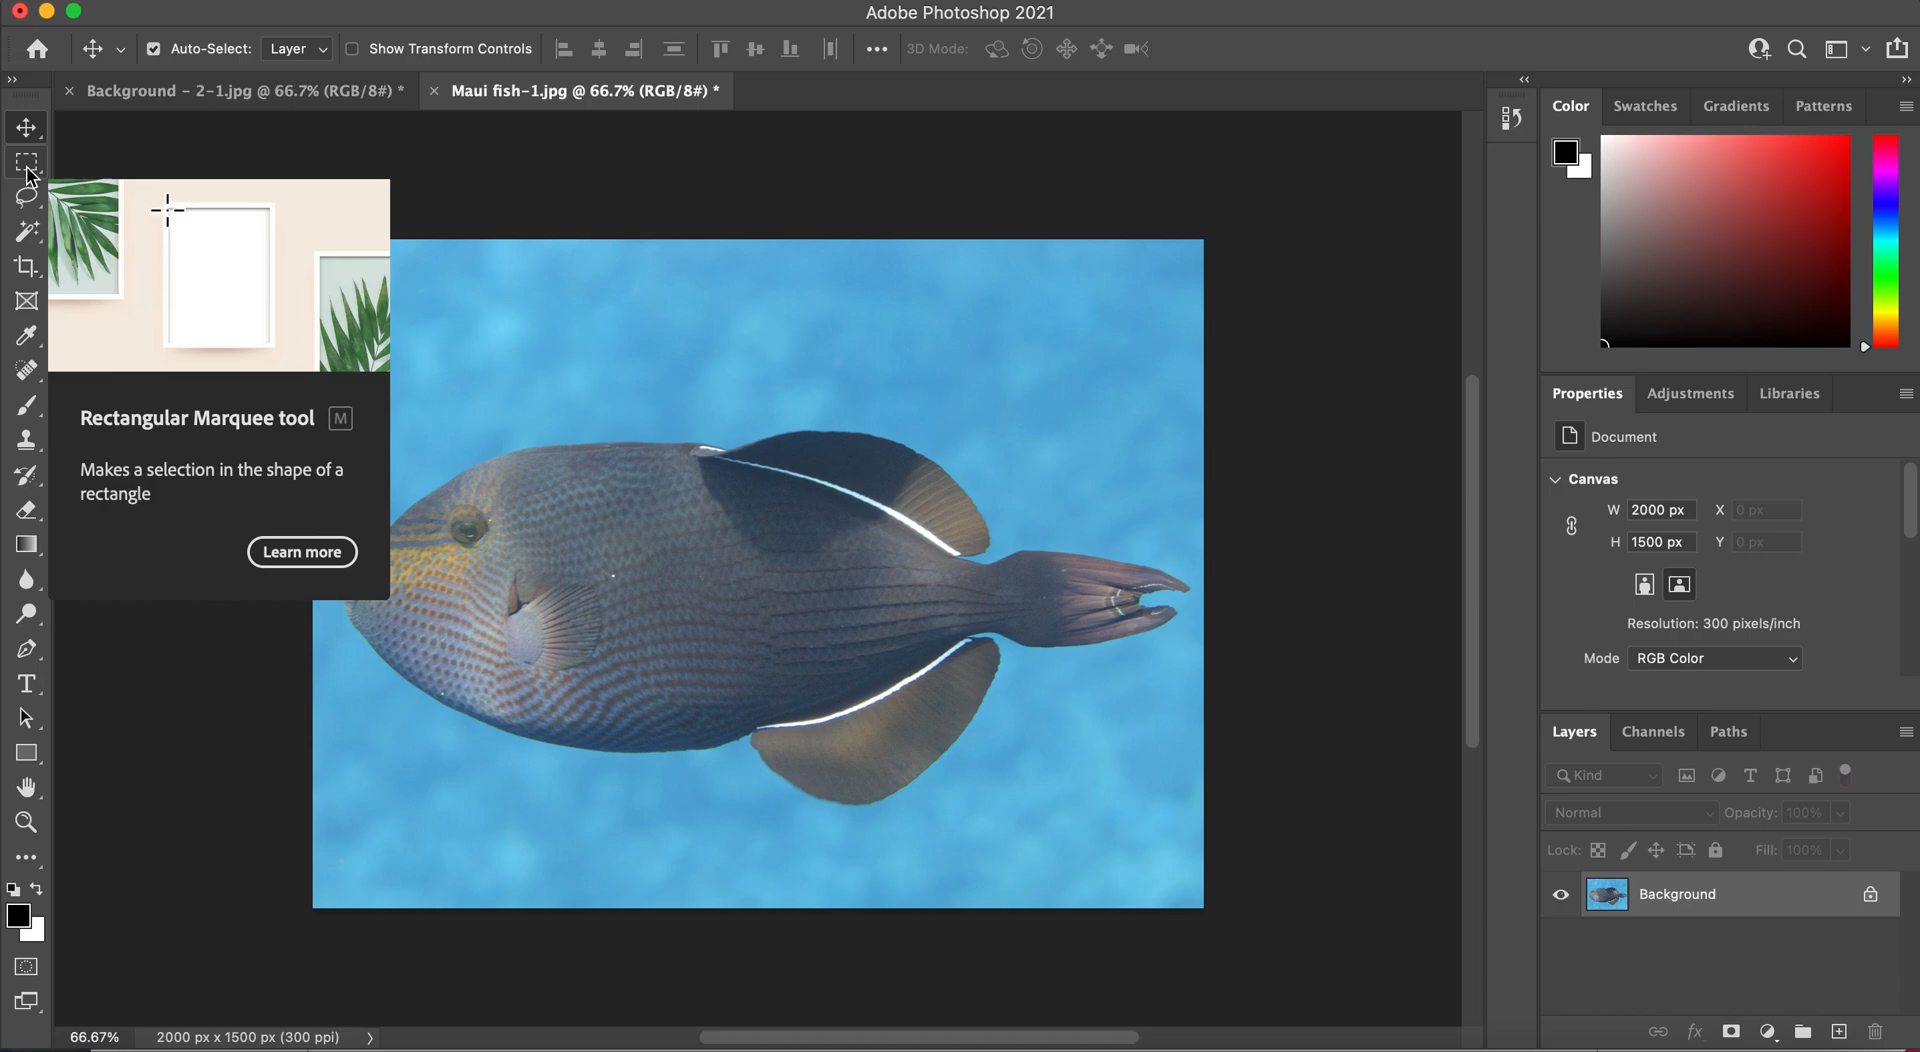 Adobe Photoshop 2021
Auto-Select: Layer Show Transform Controls 3D Mode:
Background - 2-1.jpg @ 66.7% (RGB/8#) * Maui fish-1.jpg @ 66.7% (RGB/8#) *
Color Swatches Gradients Patterns
Rectangular Marquee tool M
Makes a selection in the shape of a
rectangle
Learn more
T
Properties Adjustments Libraries
Document
Canvas
W 2000 px X 0 px
H 1500 px Y 0 px
Resolution: 300 pixels/inch
Mode RGB Color
Layers Channels Paths
Kind T
Normal Opacity: 100%
Lock: Fill: 100%
Background
fx
66.67% 2000 px x 1500 px (300 ppi)